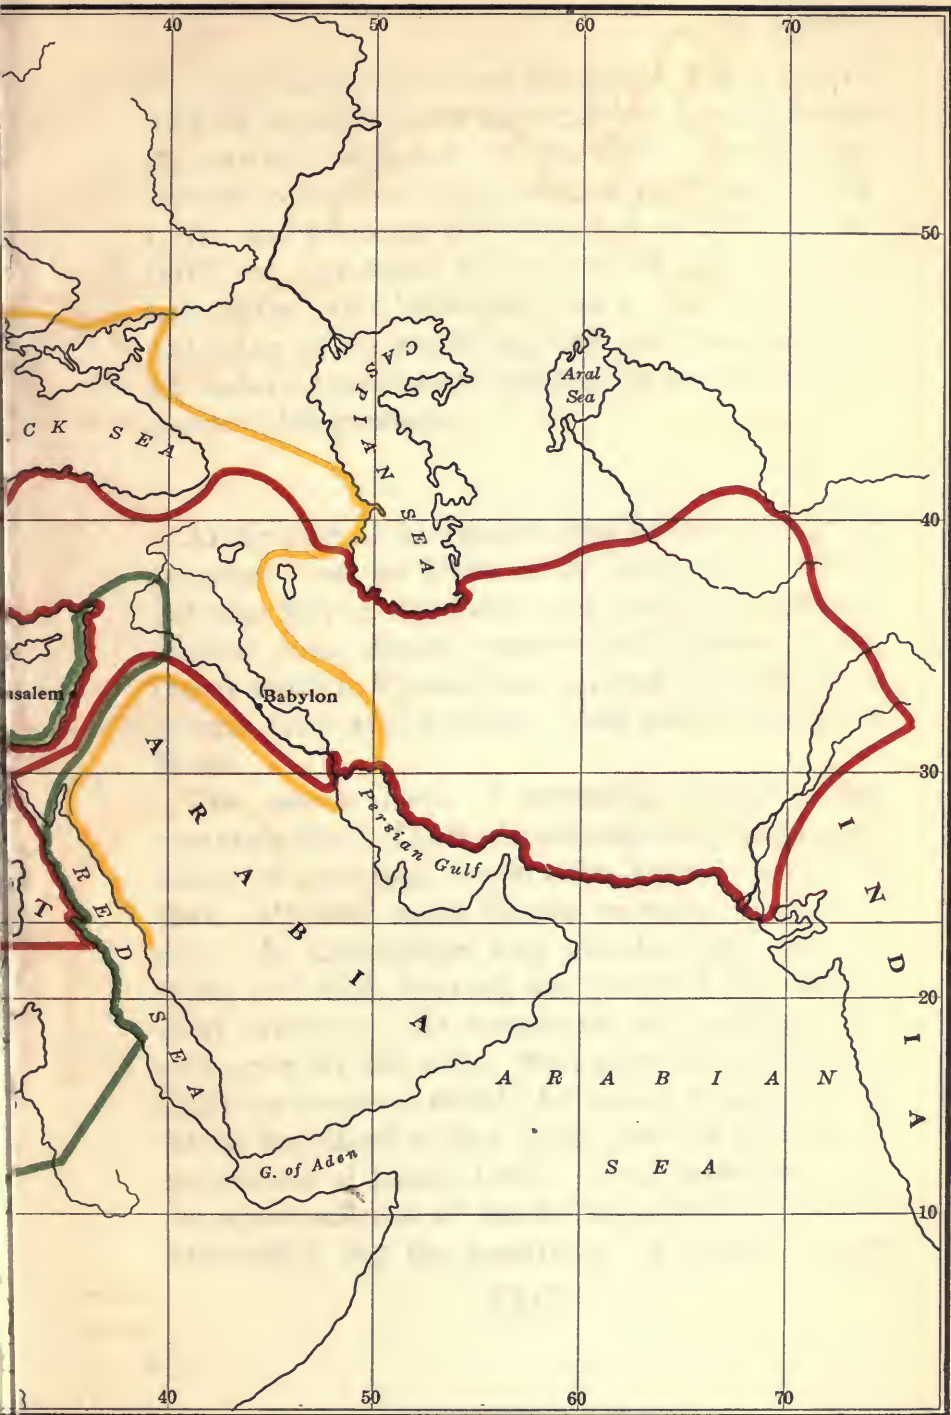 40 50 60 70
50
CASPIAN SEA
Aral
Sea
CK SEA
40
usalem
Babylon
30
Persian Gulf
ARABIA
INDIA
RED SEA
T
20
ARABIAN
SEA
G. of Aden
10
40 50 60 70